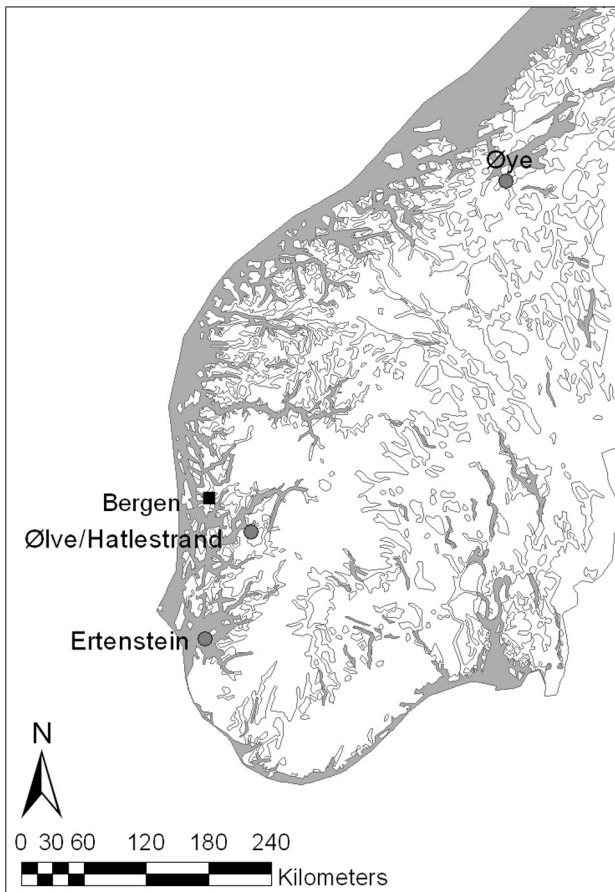 Øye
Bergen
Ølve/Hatlestrand
Ertenstein
N
0 30 60 120 180 240
Kilometers